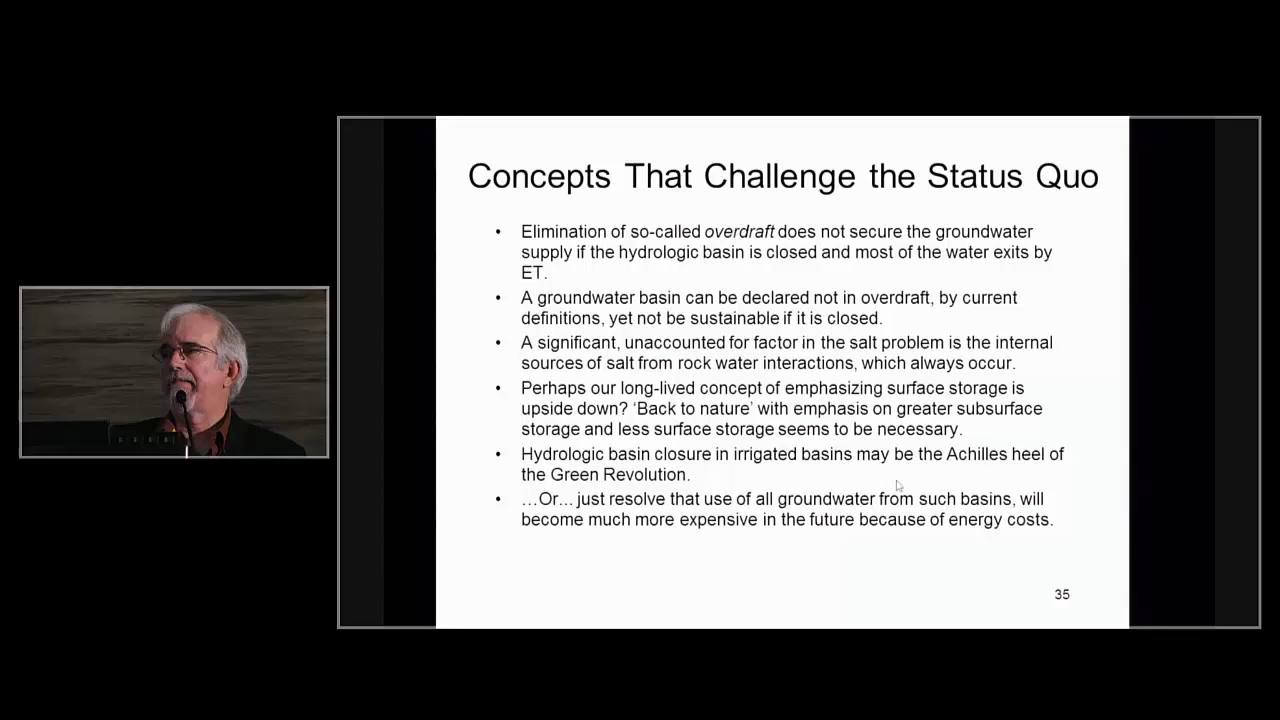 Concepts That Challenge the Status Quo
• Elimination of so-called overdraft does not secure the groundwater
supply if the hydrologic basin is closed and most of the water exits by
ET.
• A groundwater basin can be declared not in overdraft, by current
definitions, yet not be sustainable if it is closed.
• A significant, unaccounted for factor in the salt problem is the internal
sources of salt from rock water interactions, which always occur.
• Perhaps our long-lived concept of emphasizing surface storage is
upside down? ‘Back to nature’ with emphasis on greater subsurface
storage and less surface storage seems to be necessary.
• Hydrologic basin closure in irrigated basins may be the Achilles heel of
the Green Revolution.
• …Or… just resolve that use of all groundwater from such basins, will
become much more expensive in the future because of energy costs.
35